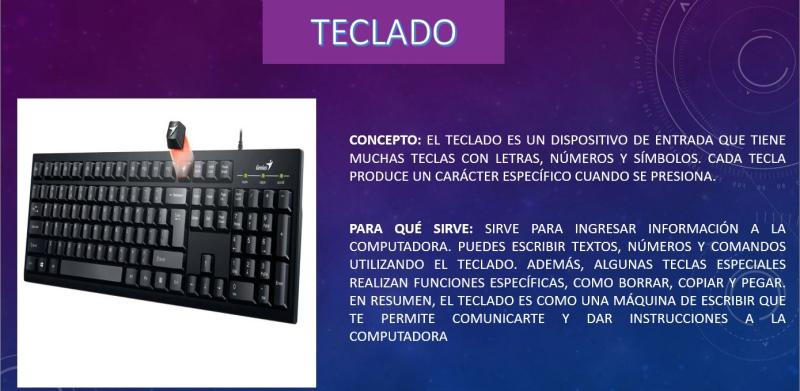 TECLADO
Genius
CONCEPTO: EL TECLADO ES UN DISPOSITIVO DE ENTRADA QUE TIENE
MUCHAS TECLAS CON LETRAS, NÚMEROS Y SÍMBOLOS. CADA TECLA
PRODUCE UN CARÁCTER ESPECÍFICO CUANDO SE PRESIONA.
PARA QUÉ SIRVE: SIRVE PARA INGRESAR INFORMACIÓN A LA
COMPUTADORA. PUEDES ESCRIBIR TEXTOS, NÚMEROS Y COMANDOS
UTILIZANDO EL TECLADO. ADEMÁS, ALGUNAS TECLAS ESPECIALES
REALIZAN FUNCIONES ESPECÍFICAS, COMO BORRAR, COPIAR Y PEGAR.
EN RESUMEN, EL TECLADO ES COMO UNA MÁQUINA DE ESCRIBIR QUE
TE PERMITE COMUNICARTE Y DAR INSTRUCCIONES A LA
COMPUTADORA